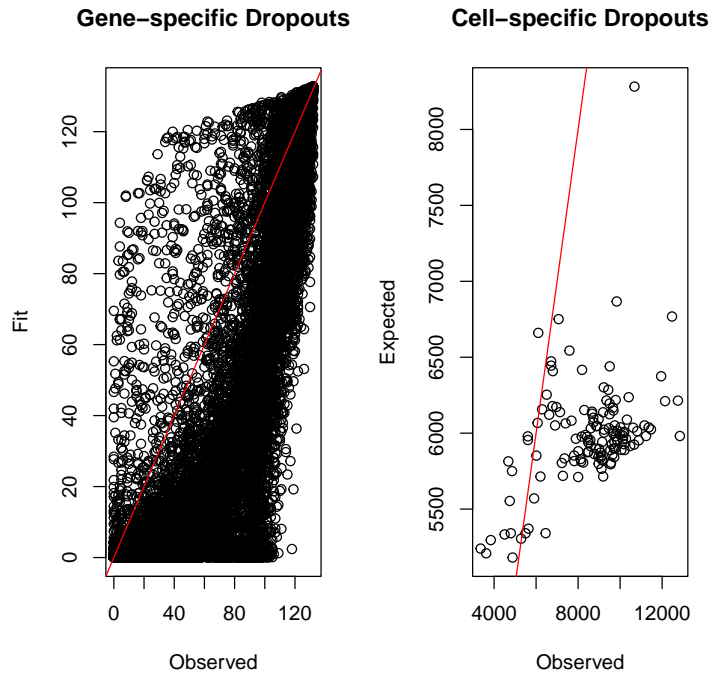 Gene−specific Dropouts
Cell−specific Dropouts
Fit
120
100
80
60
40
20
0
0 40 80 120
Observed
Expected
8000
7500
7000
6500
6000
5500
4000 8000 12000
Observed